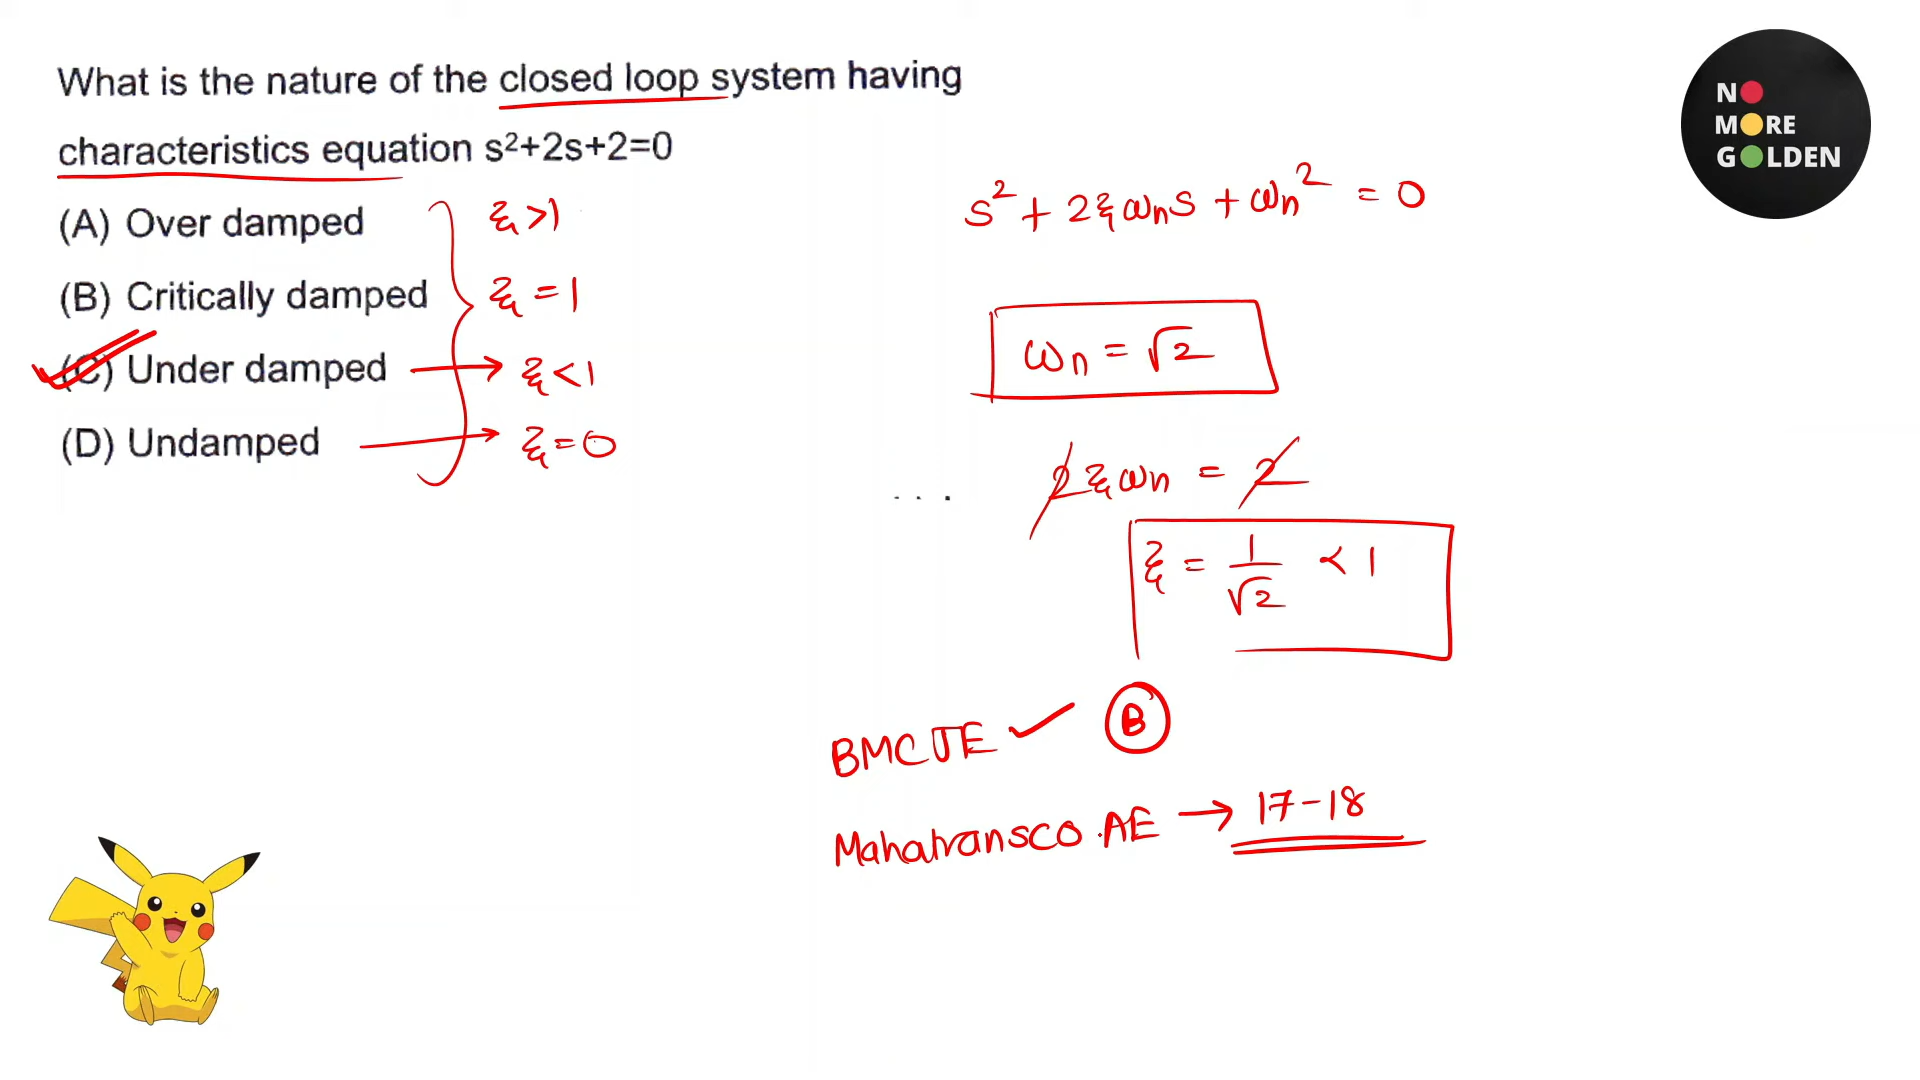 What is the nature of the closed loop system having
characteristics equation s²+2s+2=0
(A) Over damped ξ>1
(B) Critically damped ξ = 1
(C) Under damped → ξ<1
(D) Undamped → ξ=0
s² + 2ξωns + ωn² = 0
ωn = √2
2ξωn = 2
ξ = 1/√2 < 1
BMC JE ✓ B
Mahatransco AE → 17-18
NO
MORE
GOLDEN